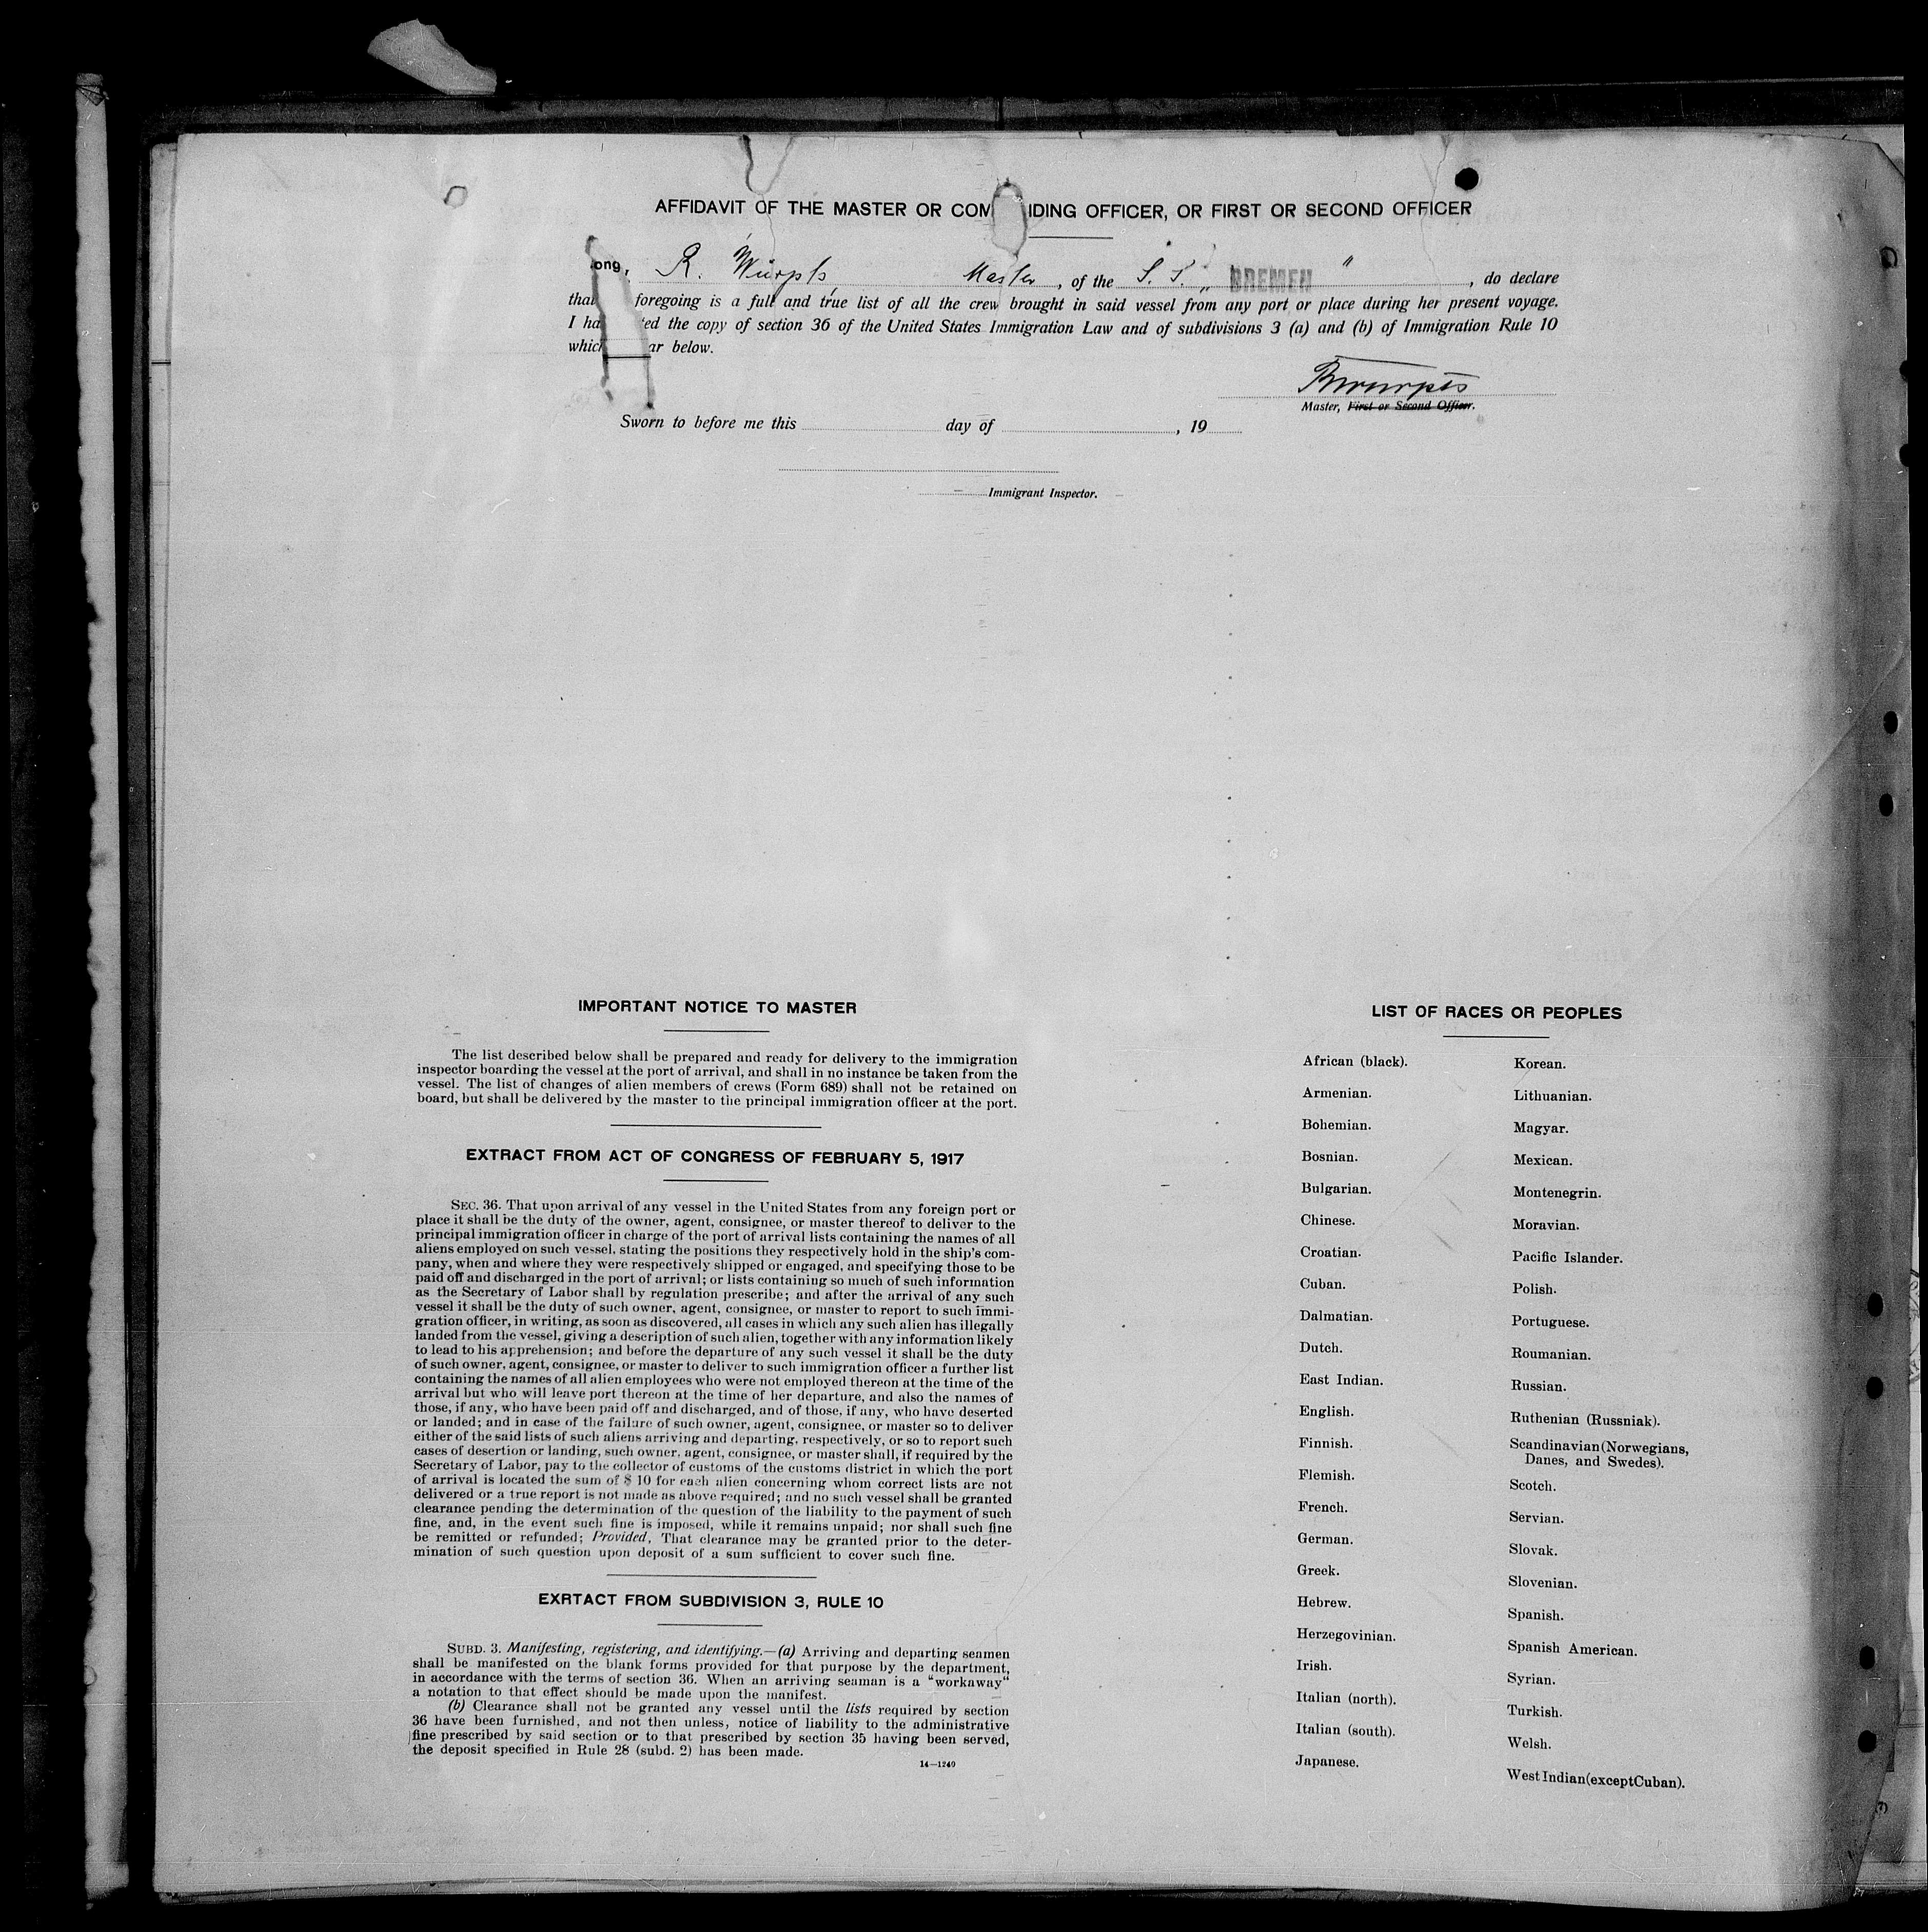 AFFIDAVIT OF THE MASTER OR COM IDING OFFICER, OR FIRST OR SECOND OFFICER
ong, R. Würpts, Master, of the S. S. „ BREMEN “, do declare
that foregoing is a full and true list of all the crew brought in said vessel from any port or place during her present voyage.
I ha ted the copy of section 36 of the United States Immigration Law and of subdivisions 3 (a) and (b) of Immigration Rule 10
which ar below.
RWürpts
Master, First or Second Officer.
Sworn to before me this day of , 19
Immigrant Inspector.
IMPORTANT NOTICE TO MASTER
The list described below shall be prepared and ready for delivery to the immigration
inspector boarding the vessel at the port of arrival, and shall in no instance be taken from the
vessel. The list of changes of alien members of crews (Form 689) shall not be retained on
board, but shall be delivered by the master to the principal immigration officer at the port.
EXTRACT FROM ACT OF CONGRESS OF FEBRUARY 5, 1917
SEC. 36. That upon arrival of any vessel in the United States from any foreign port or
place it shall be the duty of the owner, agent, consignee, or master thereof to deliver to the
principal immigration officer in charge of the port of arrival lists containing the names of all
aliens employed on such vessel, stating the positions they respectively hold in the ship's com-
pany, when and where they were respectively shipped or engaged, and specifying those to be
paid off and discharged in the port of arrival; or lists containing so much of such information
as the Secretary of Labor shall by regulation prescribe; and after the arrival of any such
vessel it shall be the duty of such owner, agent, consignee, or master to report to such immi-
gration officer, in writing, as soon as discovered, all cases in which any such alien has illegally
landed from the vessel, giving a description of such alien, together with any information likely
to lead to his apprehension; and before the departure of any such vessel it shall be the duty
of such owner, agent, consignee, or master to deliver to such immigration officer a further list
containing the names of all alien employees who were not employed thereon at the time of the
arrival but who will leave port thereon at the time of her departure, and also the names of
those, if any, who have been paid off and discharged, and of those, if any, who have deserted
or landed; and in case of the failure of such owner, agent, consignee, or master so to deliver
either of the said lists of such aliens arriving and departing, respectively, or so to report such
cases of desertion or landing, such owner, agent, consignee, or master shall, if required by the
Secretary of Labor, pay to the collector of customs of the customs district in which the port
of arrival is located the sum of $ 10 for each alien concerning whom correct lists are not
delivered or a true report is not made as above required; and no such vessel shall be granted
clearance pending the determination of the question of the liability to the payment of such
fine, and, in the event such fine is imposed, while it remains unpaid; nor shall such fine
be remitted or refunded; Provided, That clearance may be granted prior to the deter-
mination of such question upon deposit of a sum sufficient to cover such fine.
EXRTACT FROM SUBDIVISION 3, RULE 10
SUBD. 3. Manifesting, registering, and identifying.—(a) Arriving and departing seamen
shall be manifested on the blank forms provided for that purpose by the department,
in accordance with the terms of section 36. When an arriving seaman is a “workaway“
a notation to that effect should be made upon the manifest.
(b) Clearance shall not be granted any vessel until the lists required by section
36 have been furnished, and not then unless, notice of liability to the administrative
fine prescribed by said section or to that prescribed by section 35 having been served,
the deposit specified in Rule 28 (subd. 2) has been made.
14—1240
LIST OF RACES OR PEOPLES
African (black).
Armenian.
Bohemian.
Bosnian.
Bulgarian.
Chinese.
Croatian.
Cuban.
Dalmatian.
Dutch.
East Indian.
English.
Finnish.
Flemish.
French.
German.
Greek.
Hebrew.
Herzegovinian.
Irish.
Italian (north).
Italian (south).
Japanese.
Korean.
Lithuanian.
Magyar.
Mexican.
Montenegrin.
Moravian.
Pacific Islander.
Polish.
Portuguese.
Roumanian.
Russian.
Ruthenian (Russniak).
Scandinavian (Norwegians,
Danes, and Swedes).
Scotch.
Servian.
Slovak.
Slovenian.
Spanish.
Spanish American.
Syrian.
Turkish.
Welsh.
West Indian (except Cuban).